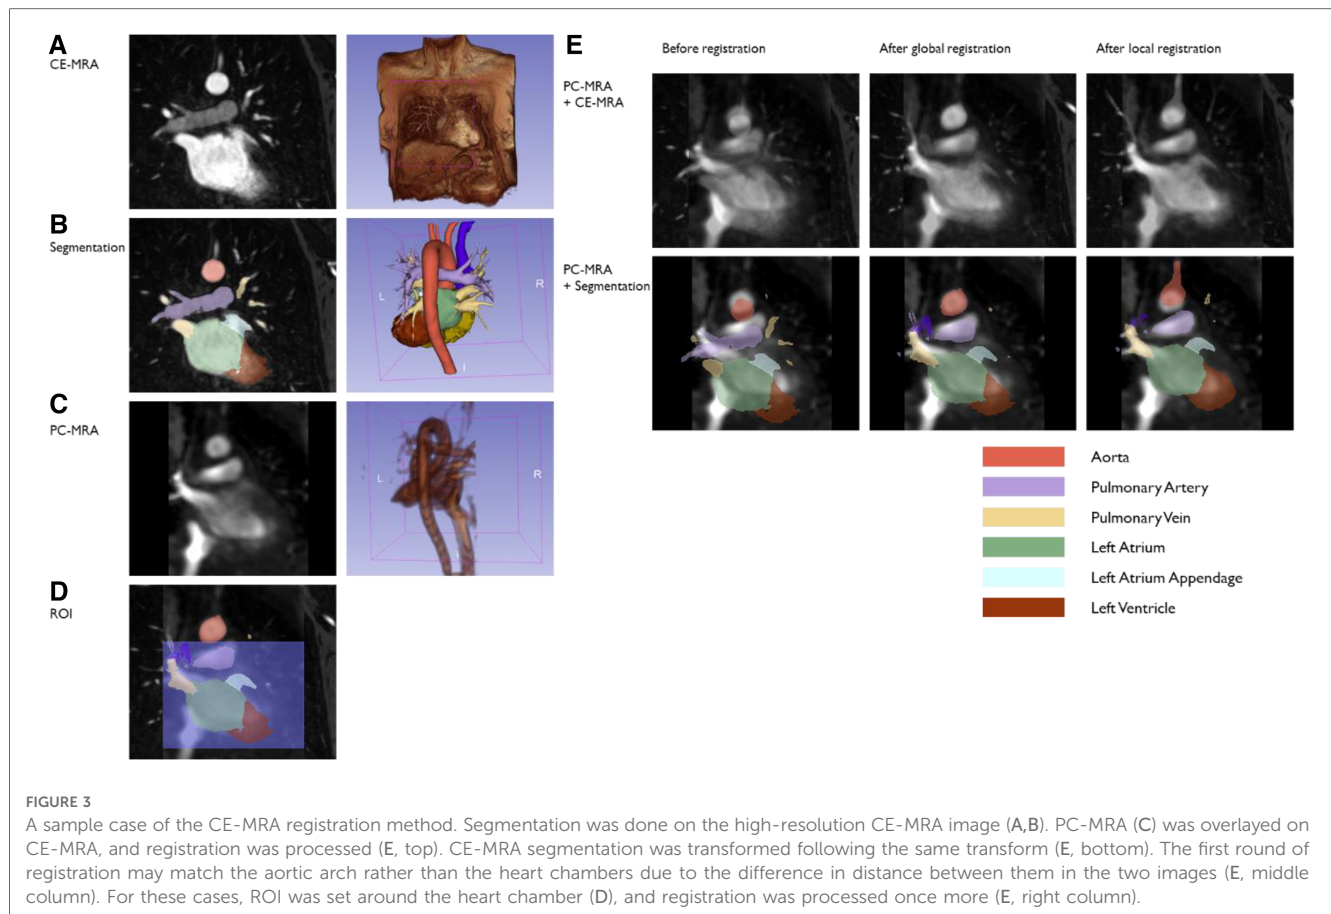 A
CE-MRA
B
Segmentation
L
R
I
C
PC-MRA
L
R
D
ROI
E
Before registration
After global registration
After local registration
PC-MRA
+ CE-MRA
PC-MRA
+ Segmentation
Aorta
Pulmonary Artery
Pulmonary Vein
Left Atrium
Left Atrium Appendage
Left Ventricle
FIGURE 3
A sample case of the CE-MRA registration method. Segmentation was done on the high-resolution CE-MRA image (A,B). PC-MRA (C) was overlayed on
CE-MRA, and registration was processed (E, top). CE-MRA segmentation was transformed following the same transform (E, bottom). The first round of
registration may match the aortic arch rather than the heart chambers due to the difference in distance between them in the two images (E, middle
column). For these cases, ROI was set around the heart chamber (D), and registration was processed once more (E, right column).